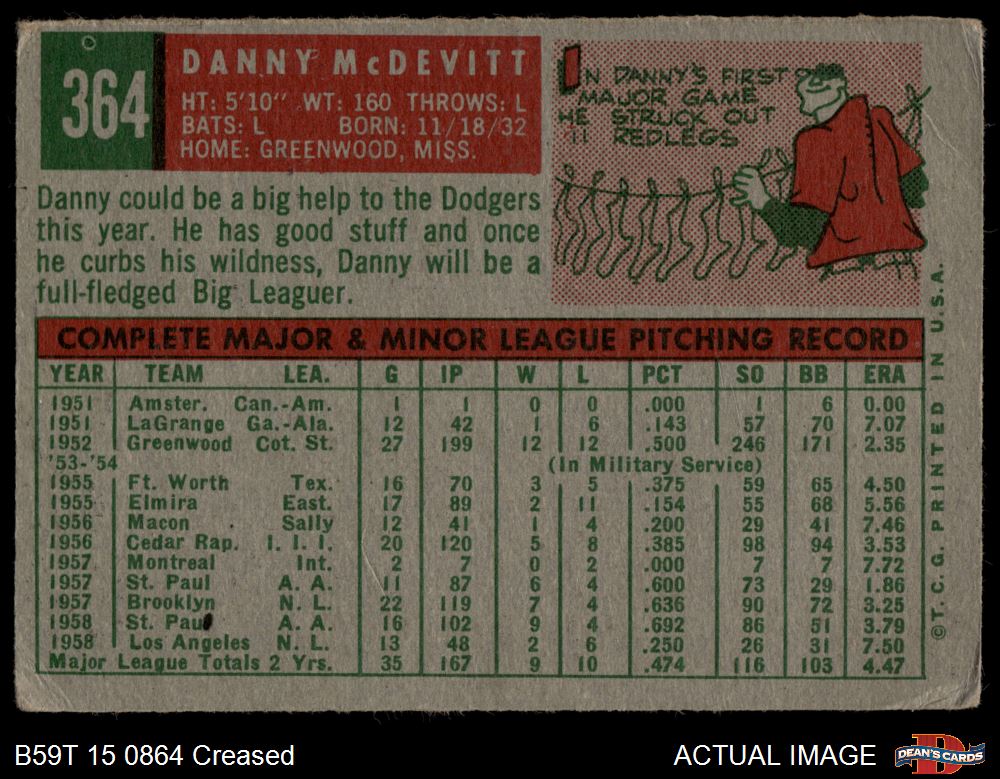 364
DANNY McDEVITT
HT: 5'10" WT: 160 THROWS: L
BATS: L BORN: 11/18/32
HOME: GREENWOOD, MISS.
IN DANNY'S FIRST
MAJOR GAME
HE STRUCK OUT
11 REDLEGS
Danny could be a big help to the Dodgers
this year. He has good stuff and once
he curbs his wildness, Danny will be a
full-fledged Big Leaguer.
COMPLETE MAJOR & MINOR LEAGUE PITCHING RECORD
YEAR TEAM LEA. G IP W L PCT SO BB ERA
1951 Amster. Can.-Am. 1 1 0 0 .000 1 6 0.00
1951 LaGrange Ga.-Ala. 12 42 1 6 .143 57 70 7.07
1952 Greenwood Cot. St. 27 199 12 12 .500 246 171 2.35
'53-'54 (In Military Service)
1955 Ft. Worth Tex. 16 70 3 5 .375 59 65 4.50
1955 Elmira East. 17 89 2 11 .154 55 68 5.56
1956 Macon Sally 12 41 1 4 .200 29 41 7.46
1956 Cedar Rap. I. I. I. 20 120 5 8 .385 98 94 3.53
1957 Montreal Int. 2 7 0 2 .000 7 7 7.72
1957 St. Paul A. A. 11 87 6 4 .600 73 29 1.86
1957 Brooklyn N. L. 22 119 7 4 .636 90 72 3.25
1958 St. Paul A. A. 16 102 9 4 .692 86 51 3.79
1958 Los Angeles N. L. 13 48 2 6 .250 26 31 7.50
Major League Totals 2 Yrs. 35 167 9 10 .474 116 103 4.47
©T. C. G. PRINTED IN U.S.A.
B59T 15 0864 Creased
ACTUAL IMAGE
DEAN'S CARDS